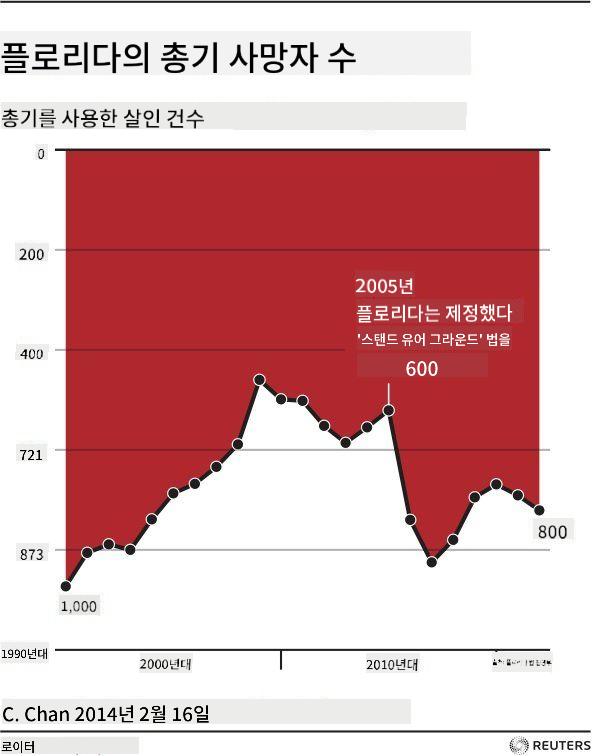 플로리다의 총기 사망자 수
총기를 사용한 살인 건수
0
200
400
721
873
2005년
플로리다는 제정했다
'스탠드 유어 그라운드' 법을
600
800
1,000
1990년대
2000년대
2010년대
C. Chan 2014년 2월 16일
로이터
REUTERS